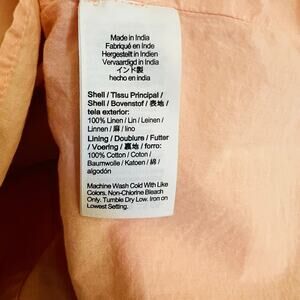 Made in India
Fabriqué en Inde
Hergestellt in Indien
Vervaardigd in India
インド製
hecho en india
Shell / Tissu Principal /
Shell / Bovenstof / 表地 /
tela exterior:
100% Linen / Lin / Leinen /
Linnen / 麻 / lino
Lining / Doublure / Futter
/ Voering / 裏地 / forro:
100% Cotton / Coton /
Baumwolle / Katoen / 綿 /
algodón
Machine Wash Cold With Like
Colors, Non-Chlorine Bleach
Only. Tumble Dry Low. Iron on
Lowest Setting.